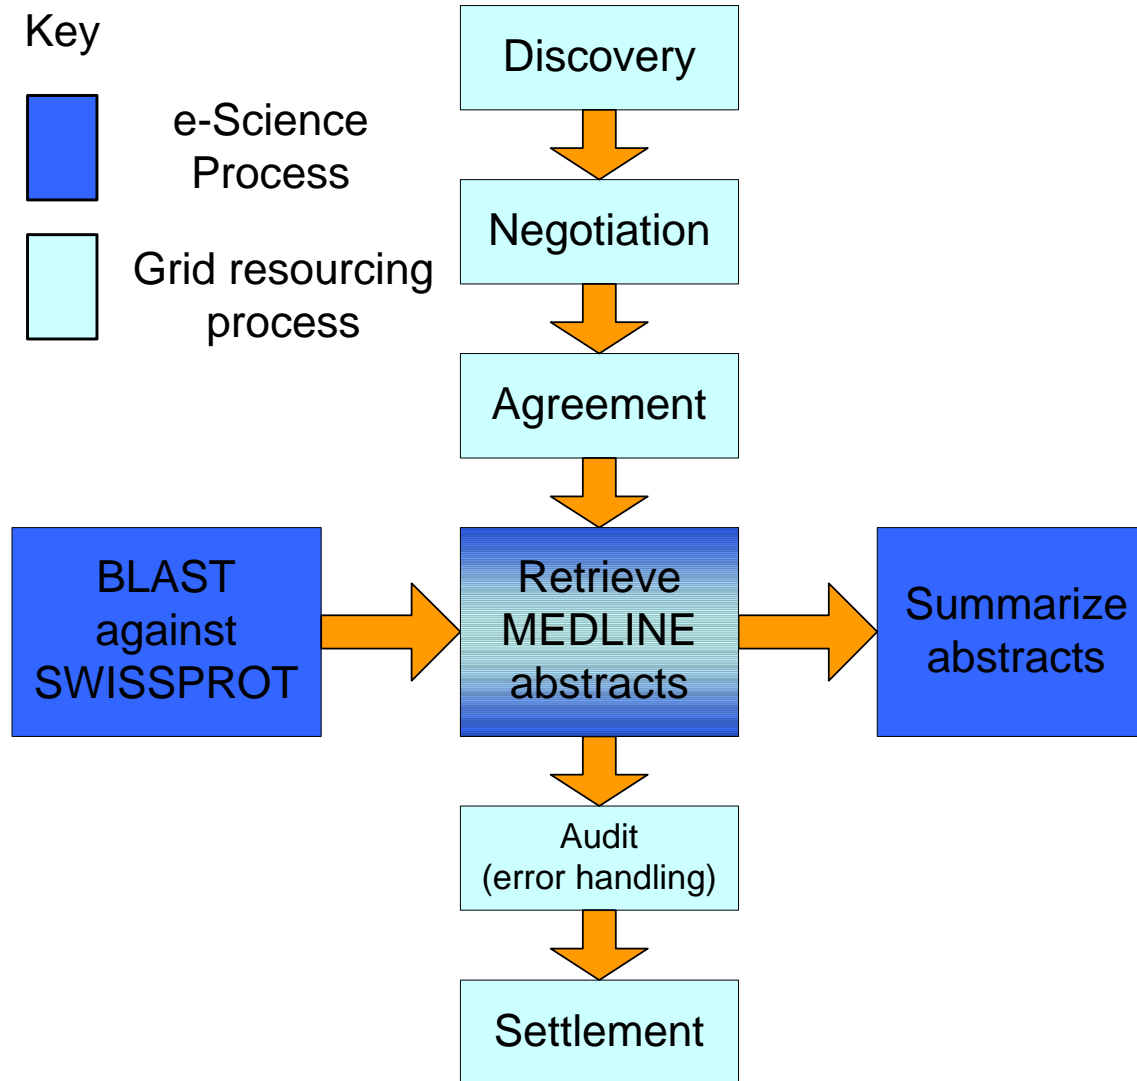 Key
e-Science
Process
Grid resourcing
process
Discovery
Negotiation
Agreement
BLAST
against
SWISSPROT
Retrieve
MEDLINE
abstracts
Summarize
abstracts
Audit
(error handling)
Settlement